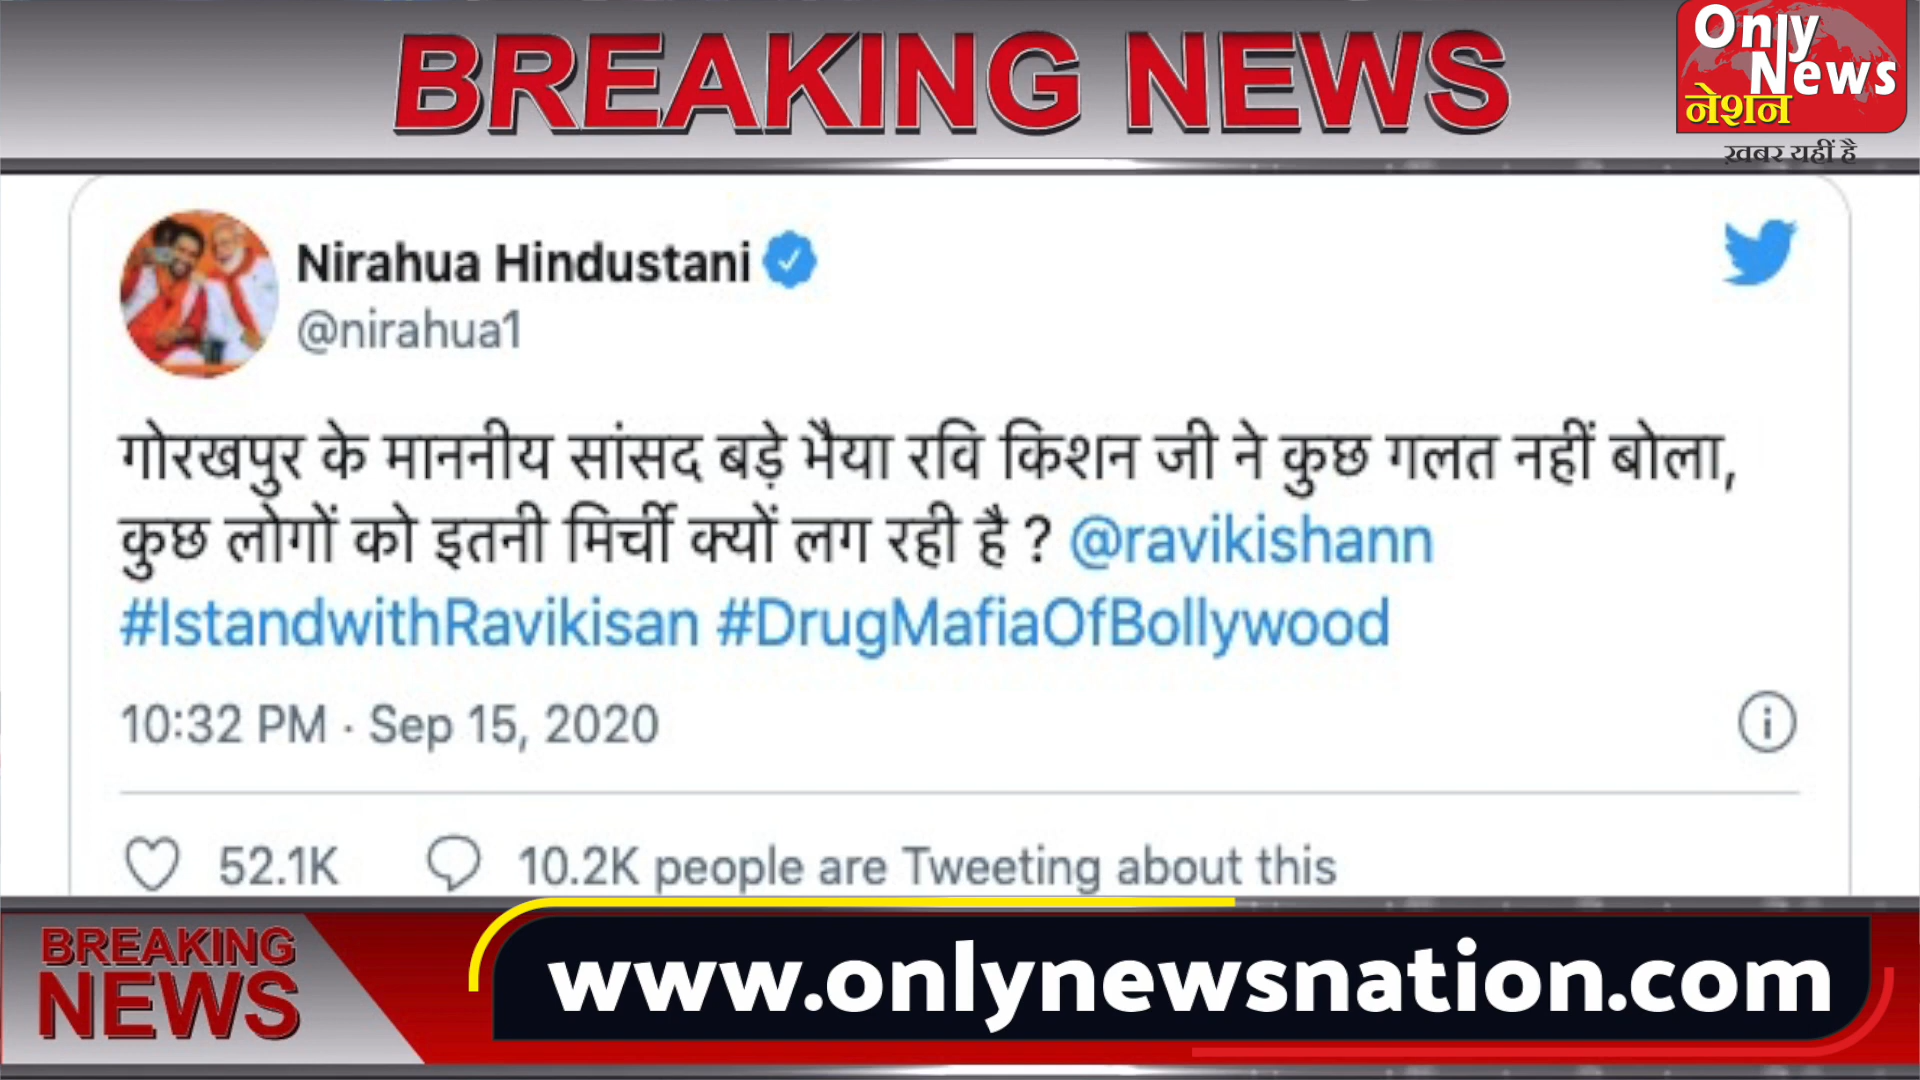 BREAKING NEWS
Only
News
नेशन
ख़बर यहीं है
Nirahua Hindustani
@nirahua1
गोरखपुर के माननीय सांसद बड़े भैया रवि किशन जी ने कुछ गलत नहीं बोला,
कुछ लोगों को इतनी मिर्ची क्यों लग रही है ? @ravikishann
#IstandwithRavikisan #DrugMafiaOfBollywood
10:32 PM · Sep 15, 2020
52.1K 10.2K people are Tweeting about this
BREAKING
NEWS
www.onlynewsnation.com